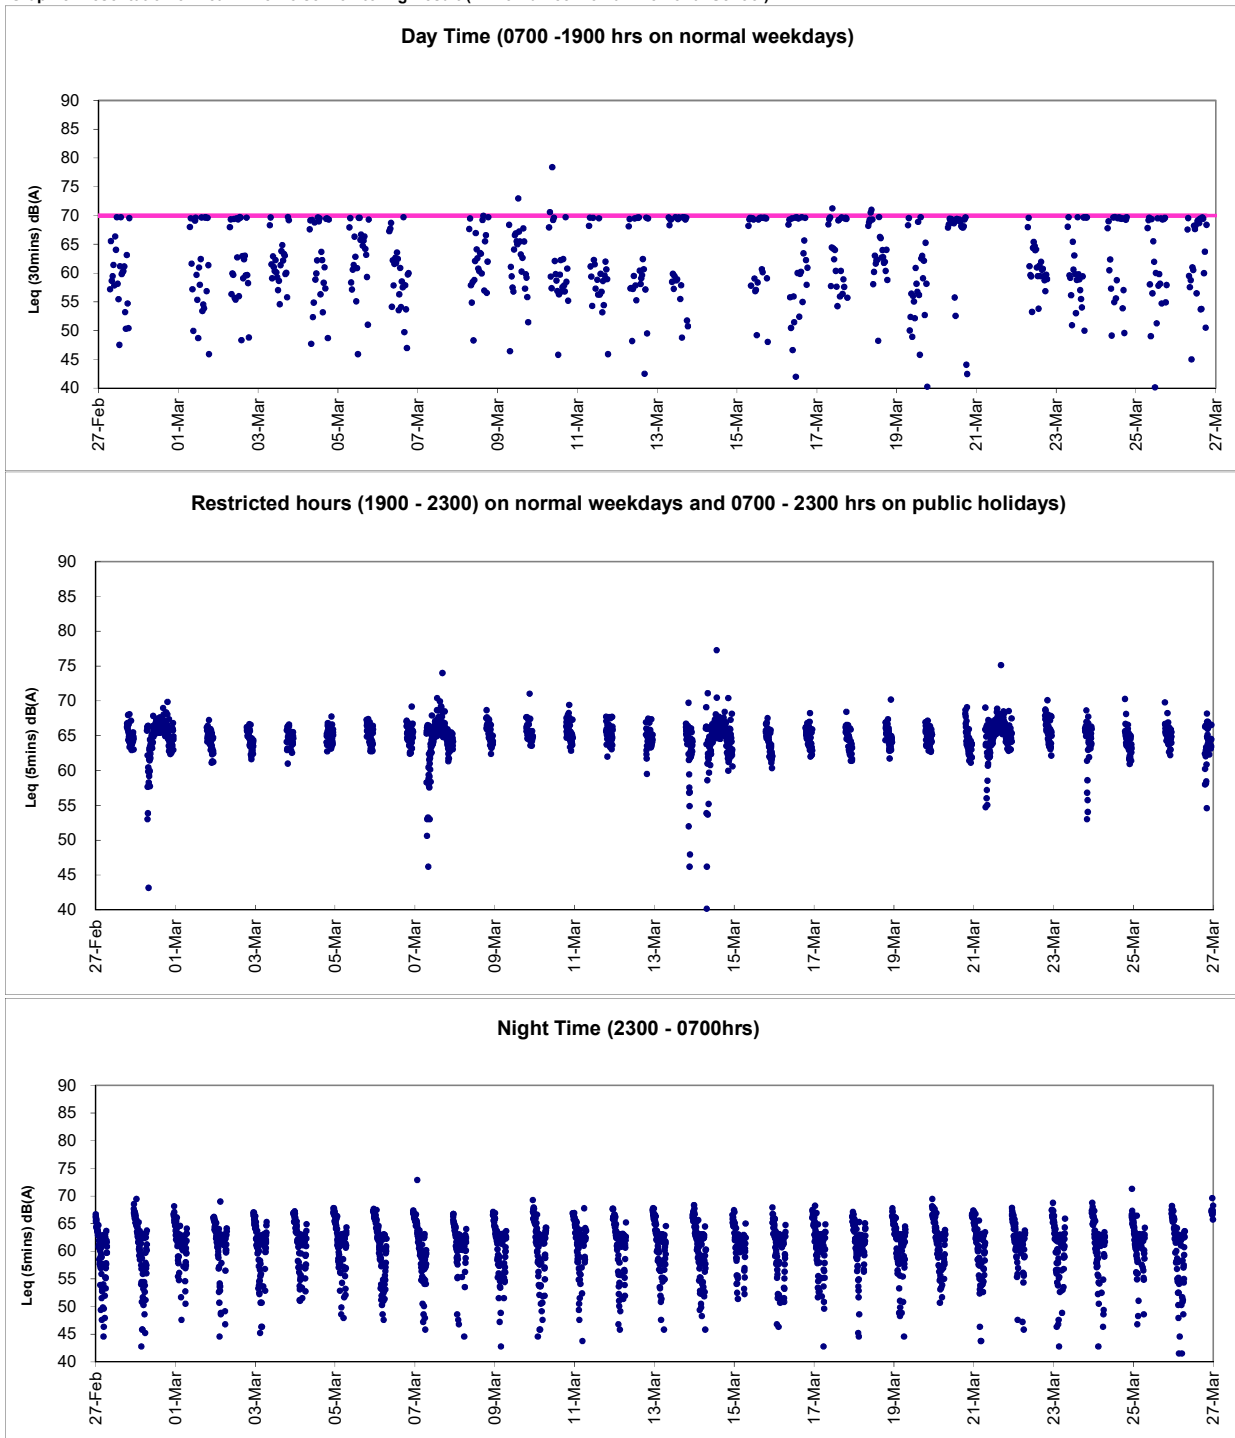 Day Time (0700 -1900 hrs on normal weekdays)
Leq (30mins) dB(A)
90
85
80
75
70
65
60
55
50
45
40
27-Feb
01-Mar
03-Mar
05-Mar
07-Mar
09-Mar
11-Mar
13-Mar
15-Mar
17-Mar
19-Mar
21-Mar
23-Mar
25-Mar
27-Mar
Restricted hours (1900 - 2300) on normal weekdays and 0700 - 2300 hrs on public holidays)
Leq (5mins) dB(A)
90
85
80
75
70
65
60
55
50
45
40
27-Feb
01-Mar
03-Mar
05-Mar
07-Mar
09-Mar
11-Mar
13-Mar
15-Mar
17-Mar
19-Mar
21-Mar
23-Mar
25-Mar
27-Mar
Night Time (2300 - 0700hrs)
Leq (5mins) dB(A)
90
85
80
75
70
65
60
55
50
45
40
27-Feb
01-Mar
03-Mar
05-Mar
07-Mar
09-Mar
11-Mar
13-Mar
15-Mar
17-Mar
19-Mar
21-Mar
23-Mar
25-Mar
27-Mar